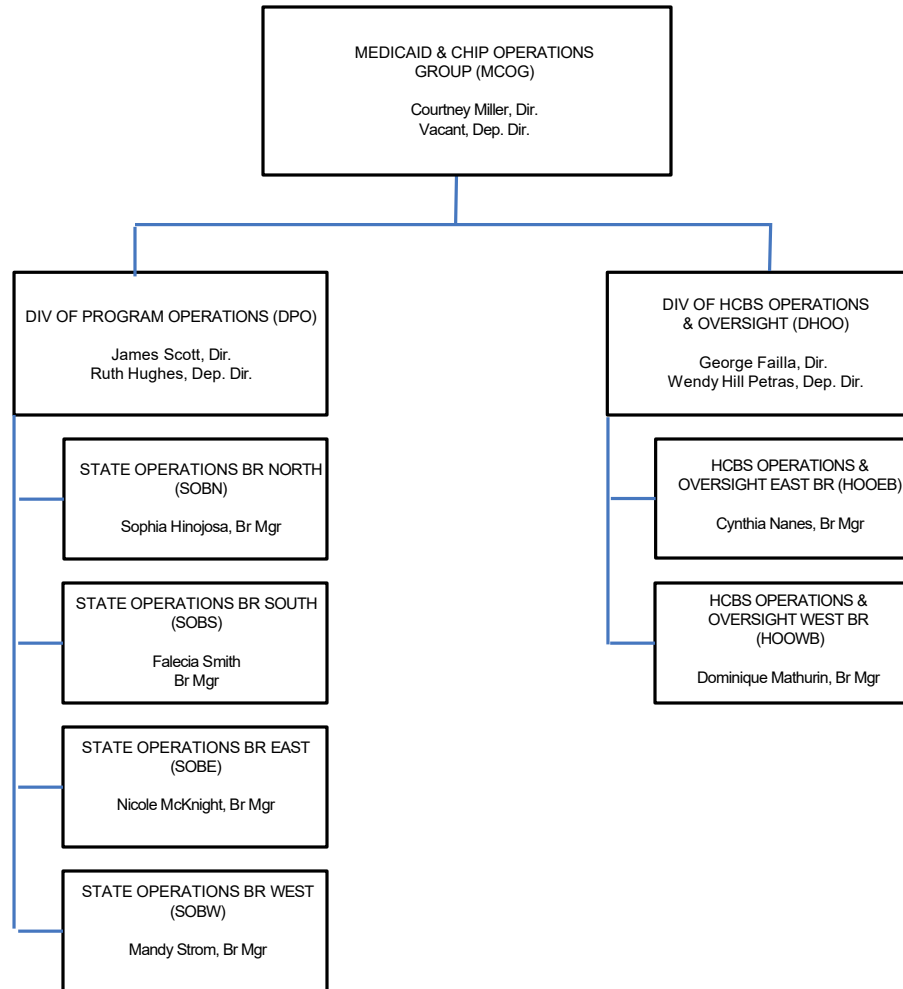 MEDICAID & CHIP OPERATIONS
GROUP (MCOG)
Courtney Miller, Dir.
Vacant, Dep. Dir.
DIV OF PROGRAM OPERATIONS (DPO)
James Scott, Dir.
Ruth Hughes, Dep. Dir.
STATE OPERATIONS BR NORTH
(SOBN)
Sophia Hinojosa, Br Mgr
STATE OPERATIONS BR SOUTH
(SOBS)
Falecia Smith
Br Mgr
STATE OPERATIONS BR EAST
(SOBE)
Nicole McKnight, Br Mgr
STATE OPERATIONS BR WEST
(SOBW)
Mandy Strom, Br Mgr
DIV OF HCBS OPERATIONS
& OVERSIGHT (DHOO)
George Failla, Dir.
Wendy Hill Petras, Dep. Dir.
HCBS OPERATIONS &
OVERSIGHT EAST BR (HOOEB)
Cynthia Nanes, Br Mgr
HCBS OPERATIONS &
OVERSIGHT WEST BR
(HOOWB)
Dominique Mathurin, Br Mgr